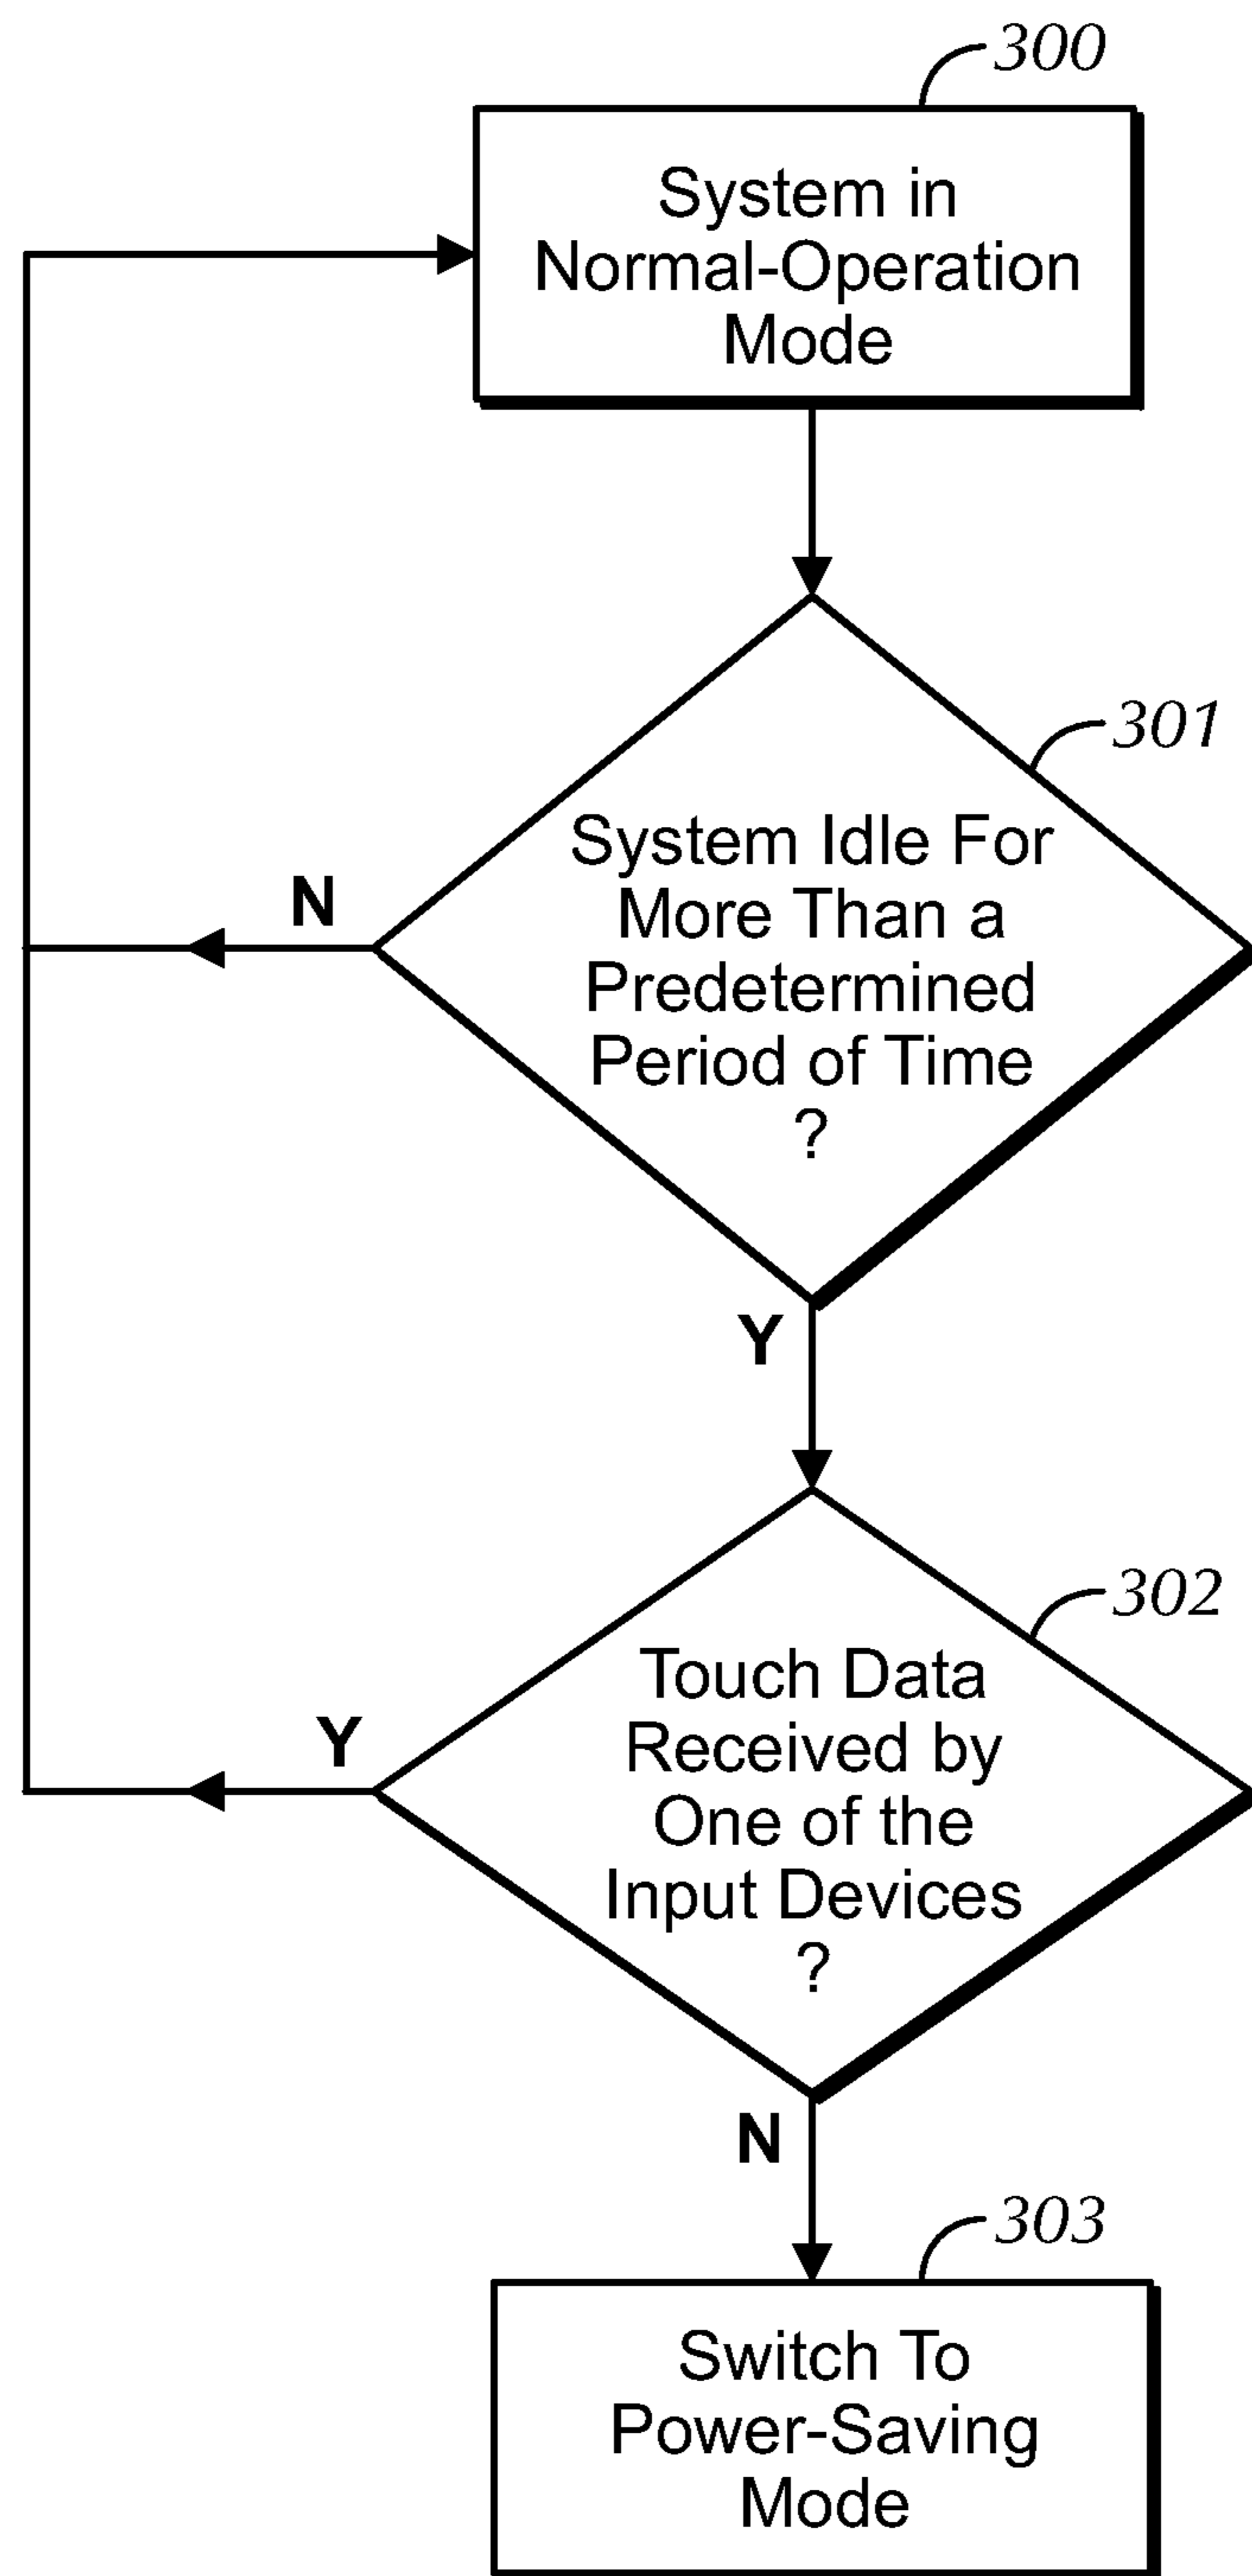 300
System in
Normal-Operation
Mode
301
System Idle For
More Than a
Predetermined
Period of Time
?
N
Y
302
Touch Data
Received by
One of the
Input Devices
?
Y
N
303
Switch To
Power-Saving
Mode